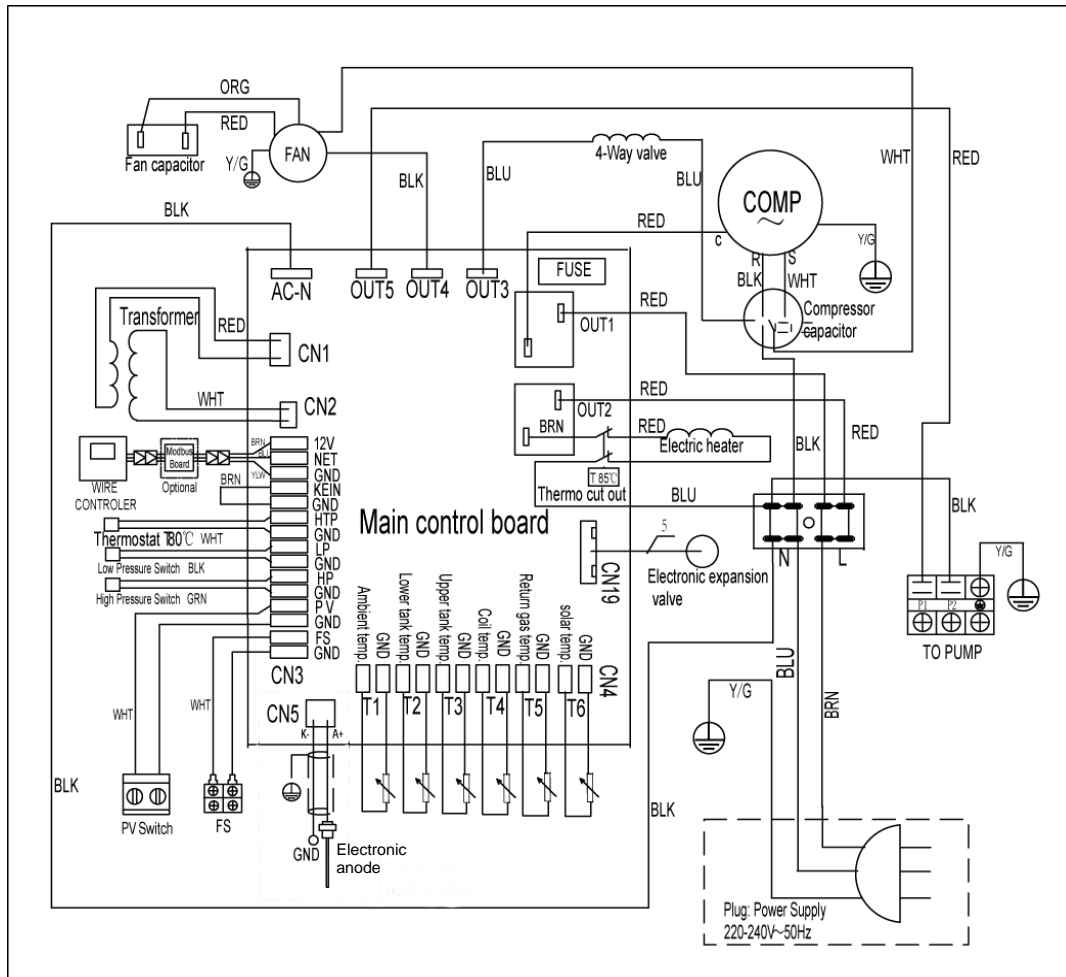 ORG
RED
Fan capacitor
Y/G
FAN
BLK
BLU
4-Way valve
BLU
WHT
RED
COMP
~
C
R
S
Y/G
BLK
WHT
Compressor
capacitor
BLK
RED
AC-N
OUT5
OUT4
OUT3
FUSE
OUT1
RED
Transformer
RED
CN1
WHT
CN2
OUT2
RED
BRN
RED
Electric heater
T 85℃
Thermo cut out
BLU
BLK
RED
WIRE
CONTROLER
Modbus
Board
Optional
BRN
BLU
YLW
BRN
12V
NET
GND
KEIN
GND
HTP
GND
LP
GND
HP
GND
PV
GND
FS
GND
CN3
Thermostat T80℃ WHT
Low Pressure Switch BLK
High Pressure Switch GRN
Main control board
CN19
5
Electronic expansion
valve
N
L
BLK
Y/G
P1
P2
TO PUMP
Ambient temp.
GND
Lower tank temp.
GND
Upper tank temp.
GND
Coil temp.
GND
Return gas temp.
GND
solar temp.
GND
CN4
T1
T2
T3
T4
T5
T6
CN5
K-
A+
WHT
WHT
BLK
PV Switch
FS
GND
Electronic
anode
BLK
Y/G
BLU
BRN
Plug: Power Supply
220-240V~50Hz